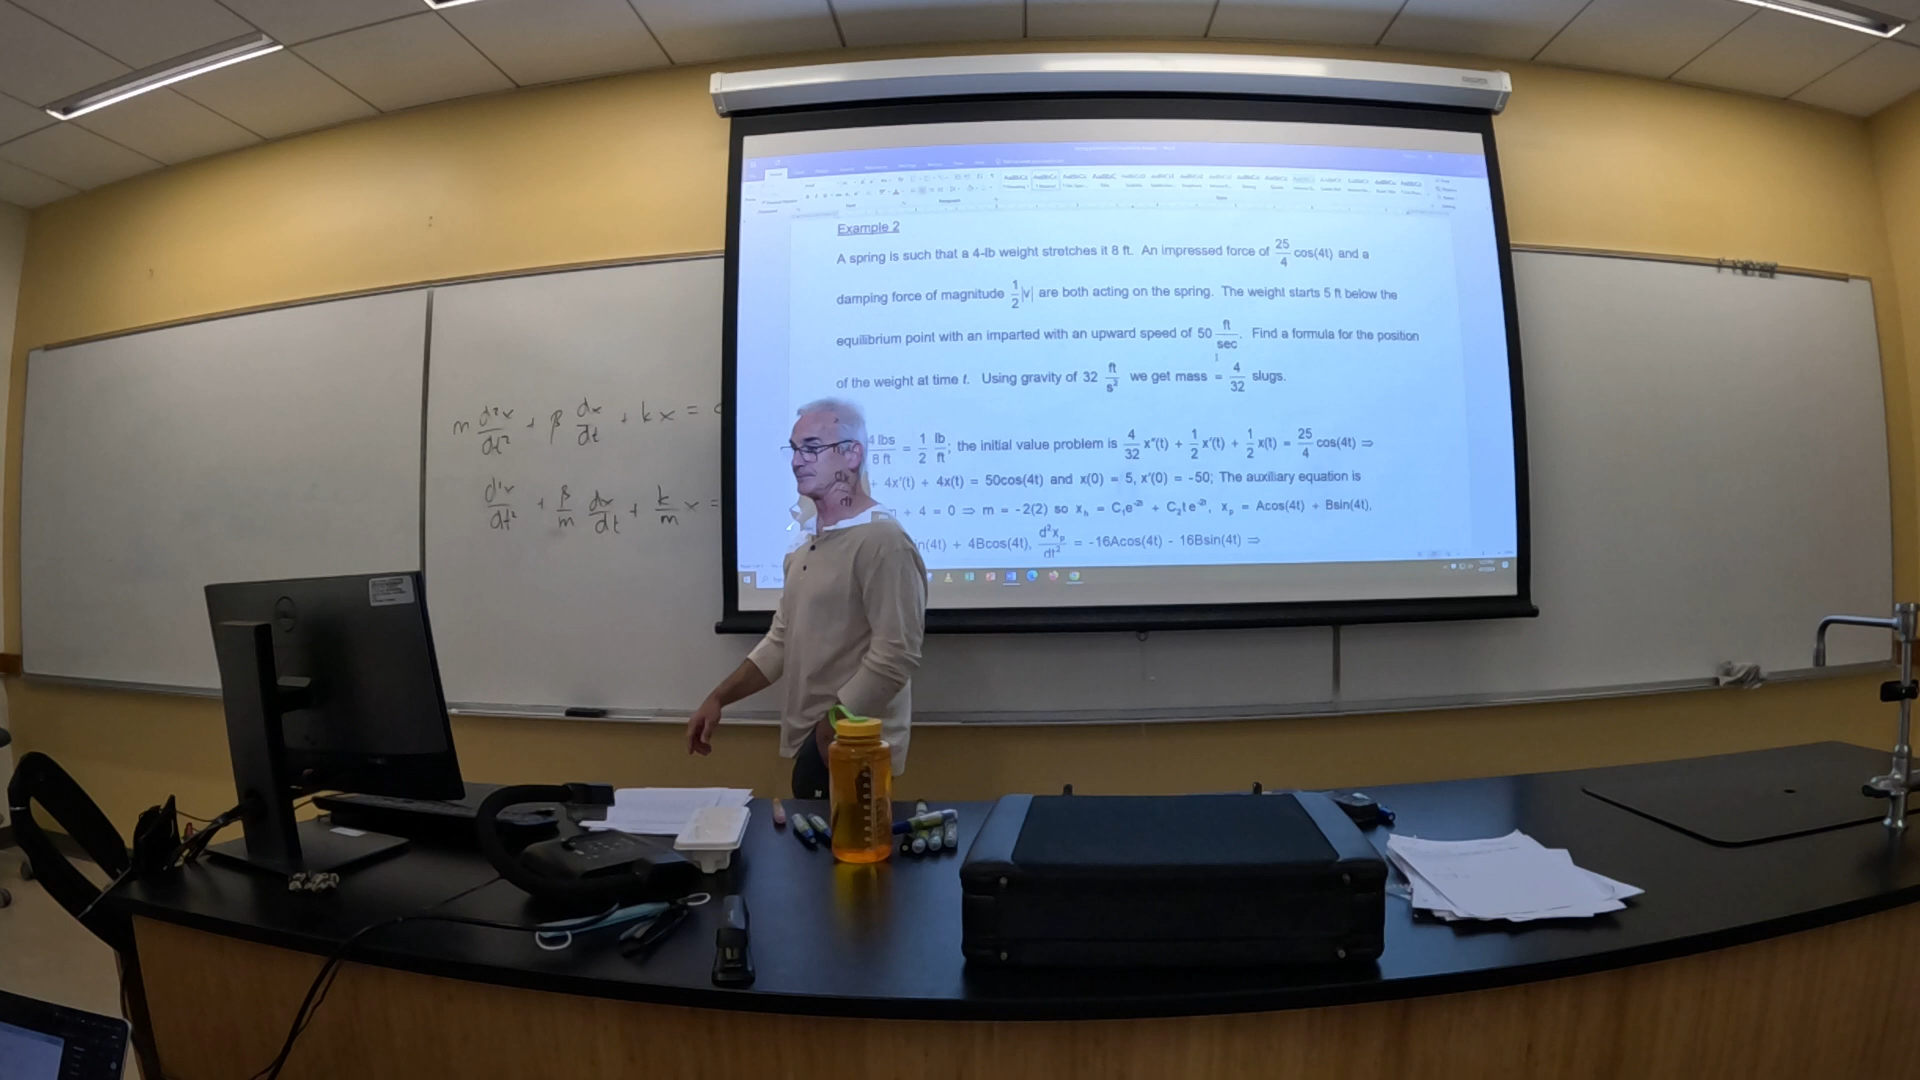 Example 2
A spring is such that a 4-lb weight stretches it 8 ft. An impressed force of 25/4 cos(4t) and a
damping force of magnitude 1/2|v| are both acting on the spring. The weight starts 5 ft below the
equilibrium point with an imparted with an upward speed of 50 ft/sec. Find a formula for the position
of the weight at time t. Using gravity of 32 ft/s² we get mass = 4/32 slugs.
4 lbs/8 ft = 1/2 lb/ft; the initial value problem is 4/32 x″(t) + 1/2 x′(t) + 1/2 x(t) = 25/4 cos(4t) ⇒
+ 4x′(t) + 4x(t) = 50cos(4t) and x(0) = 5, x′(0) = -50; The auxiliary equation is
+ 4 = 0 ⇒ m = -2(2) so xₕ = C₁e⁻²ᵗ + C₂te⁻²ᵗ, xₚ = Acos(4t) + Bsin(4t),
in(4t) + 4Bcos(4t), d²xₚ/dt² = -16Acos(4t) - 16Bsin(4t) ⇒
m d²x/dt² + β dx/dt + kx =
d²x/dt² + β/m dx/dt + k/m x =